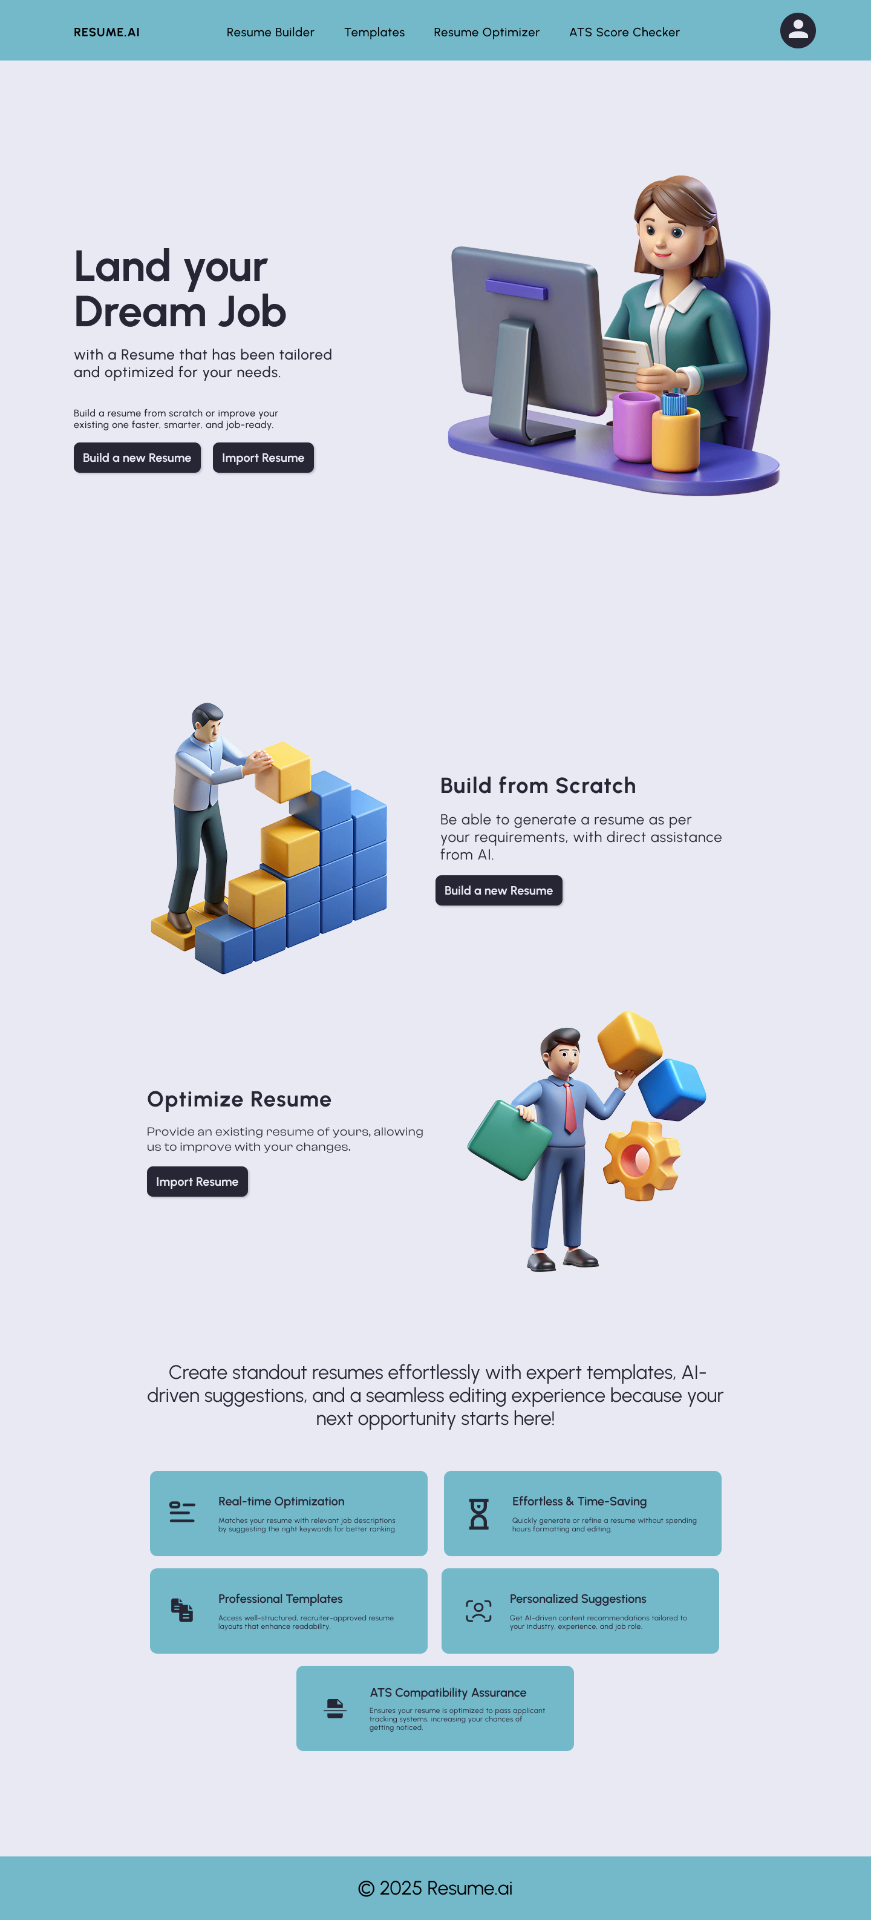 RESUME.AI
Resume Builder
Templates
Resume Optimizer
ATS Score Checker
Land your
Dream Job
with a Resume that has been tailored
and optimized for your needs.
Build a resume from scratch or improve your
existing one faster, smarter, and job-ready.
Build a new Resume
Import Resume
Build from Scratch
Be able to generate a resume as per
your requirements, with direct assistance
from AI.
Build a new Resume
Optimize Resume
Provide an existing resume of yours, allowing
us to improve with your changes.
Import Resume
Create standout resumes effortlessly with expert templates, AI-
driven suggestions, and a seamless editing experience because your
next opportunity starts here!
Real-time Optimization
Matches your resume with relevant job descriptions
by suggesting the right keywords for better ranking.
Effortless & Time-Saving
Quickly generate or refine a resume without spending
hours formatting and editing.
Professional Templates
Access well-structured, recruiter-approved resume
layouts that enhance readability.
Personalized Suggestions
Get AI-driven content recommendations tailored to
your industry, experience, and job role.
ATS Compatibility Assurance
Ensures your resume is optimized to pass applicant
tracking systems, increasing your chances of
getting noticed.
© 2025 Resume.ai